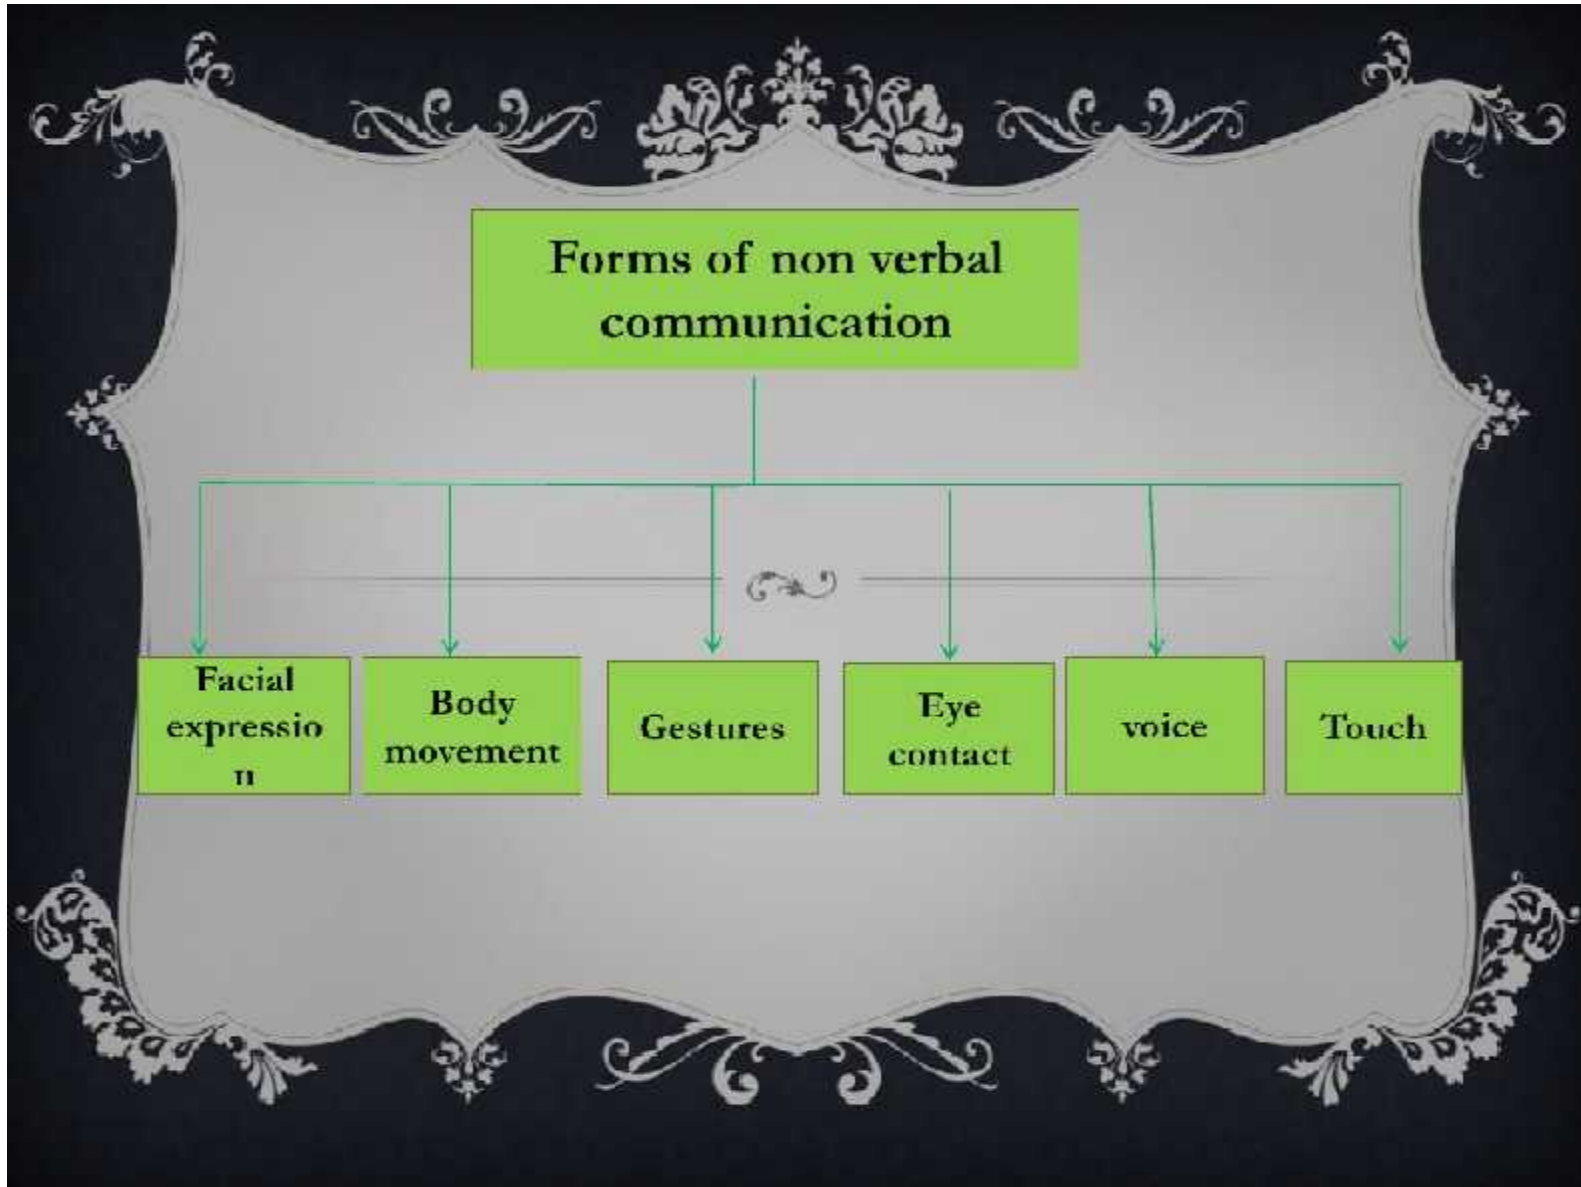 Forms of non verbal
communication
Facial
expressio
n
Body
movement
Gestures
Eye
contact
voice
Touch